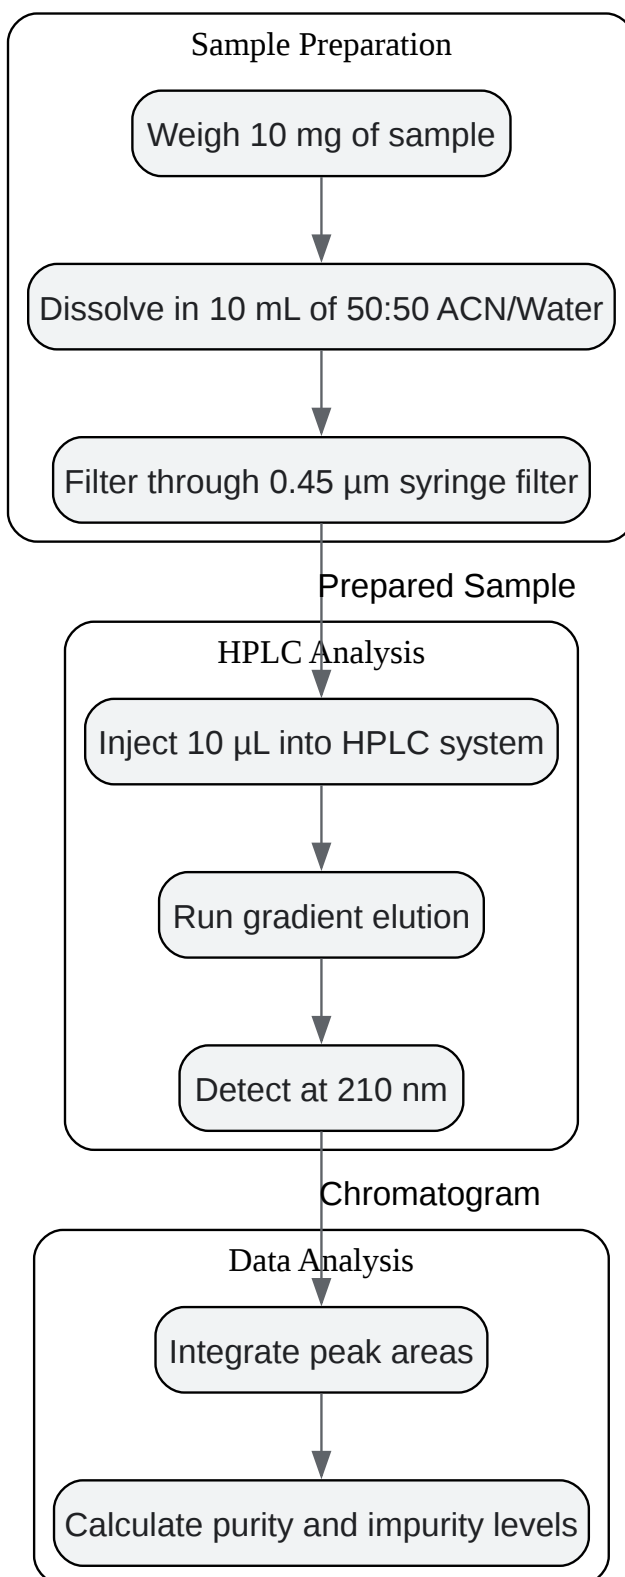 Sample Preparation
Weigh 10 mg of sample
Dissolve in 10 mL of 50:50 ACN/Water
Filter through 0.45 µm syringe filter
Prepared Sample
HPLC Analysis
Inject 10 µL into HPLC system
Run gradient elution
Detect at 210 nm
Chromatogram
Data Analysis
Integrate peak areas
Calculate purity and impurity levels